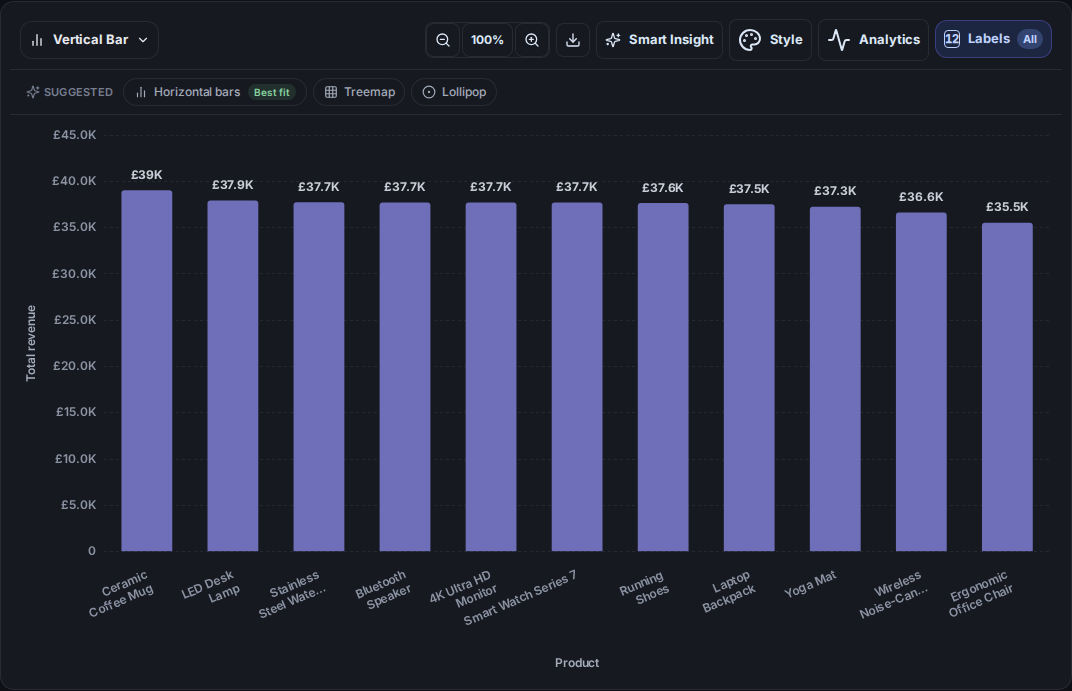 Vertical Bar
100%
Smart Insight
Style
Analytics
12 Labels All
SUGGESTED
Horizontal bars Best fit
Treemap
Lollipop
£45.0K
£40.0K
£35.0K
£30.0K
£25.0K
£20.0K
£15.0K
£10.0K
£5.0K
0
Total revenue
£39K
£37.9K
£37.7K
£37.7K
£37.7K
£37.7K
£37.6K
£37.5K
£37.3K
£36.6K
£35.5K
Ceramic
Coffee Mug
LED Desk
Lamp
Stainless
Steel Wate...
Bluetooth
Speaker
4K Ultra HD
Monitor
Smart Watch Series 7
Running
Shoes
Laptop
Backpack
Yoga Mat
Wireless
Noise-Can...
Ergonomic
Office Chair
Product